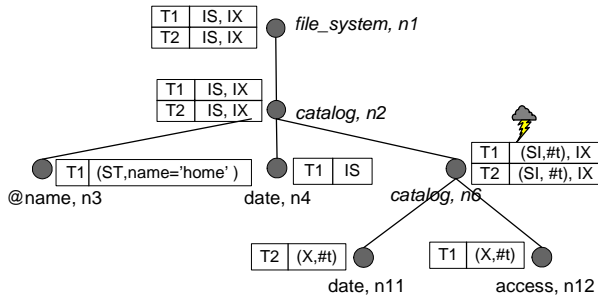 T1 IS, IX
T2 IS, IX
file_system, n1
T1 IS, IX
T2 IS, IX
catalog, n2
T1 (ST,name='home' )
@name, n3
T1 IS
date, n4
T1 (SI,#t), IX
T2 (SI, #t), IX
catalog, n6
T2 (X,#t)
date, n11
T1 (X,#t)
access, n12